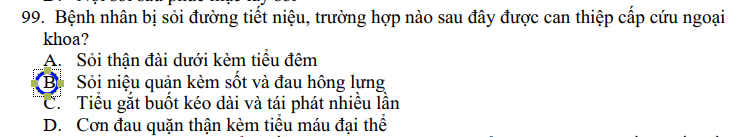 99. Bệnh nhân bị sỏi đường tiết niệu, trường hợp nào sau đây được can thiệp cấp cứu ngoại
khoa?
A. Sỏi thận đài dưới kèm tiểu đêm
B. Sỏi niệu quản kèm sốt và đau hông lưng
C. Tiểu gắt buốt kéo dài và tái phát nhiều lần
D. Cơn đau quặn thận kèm tiểu máu đại thể